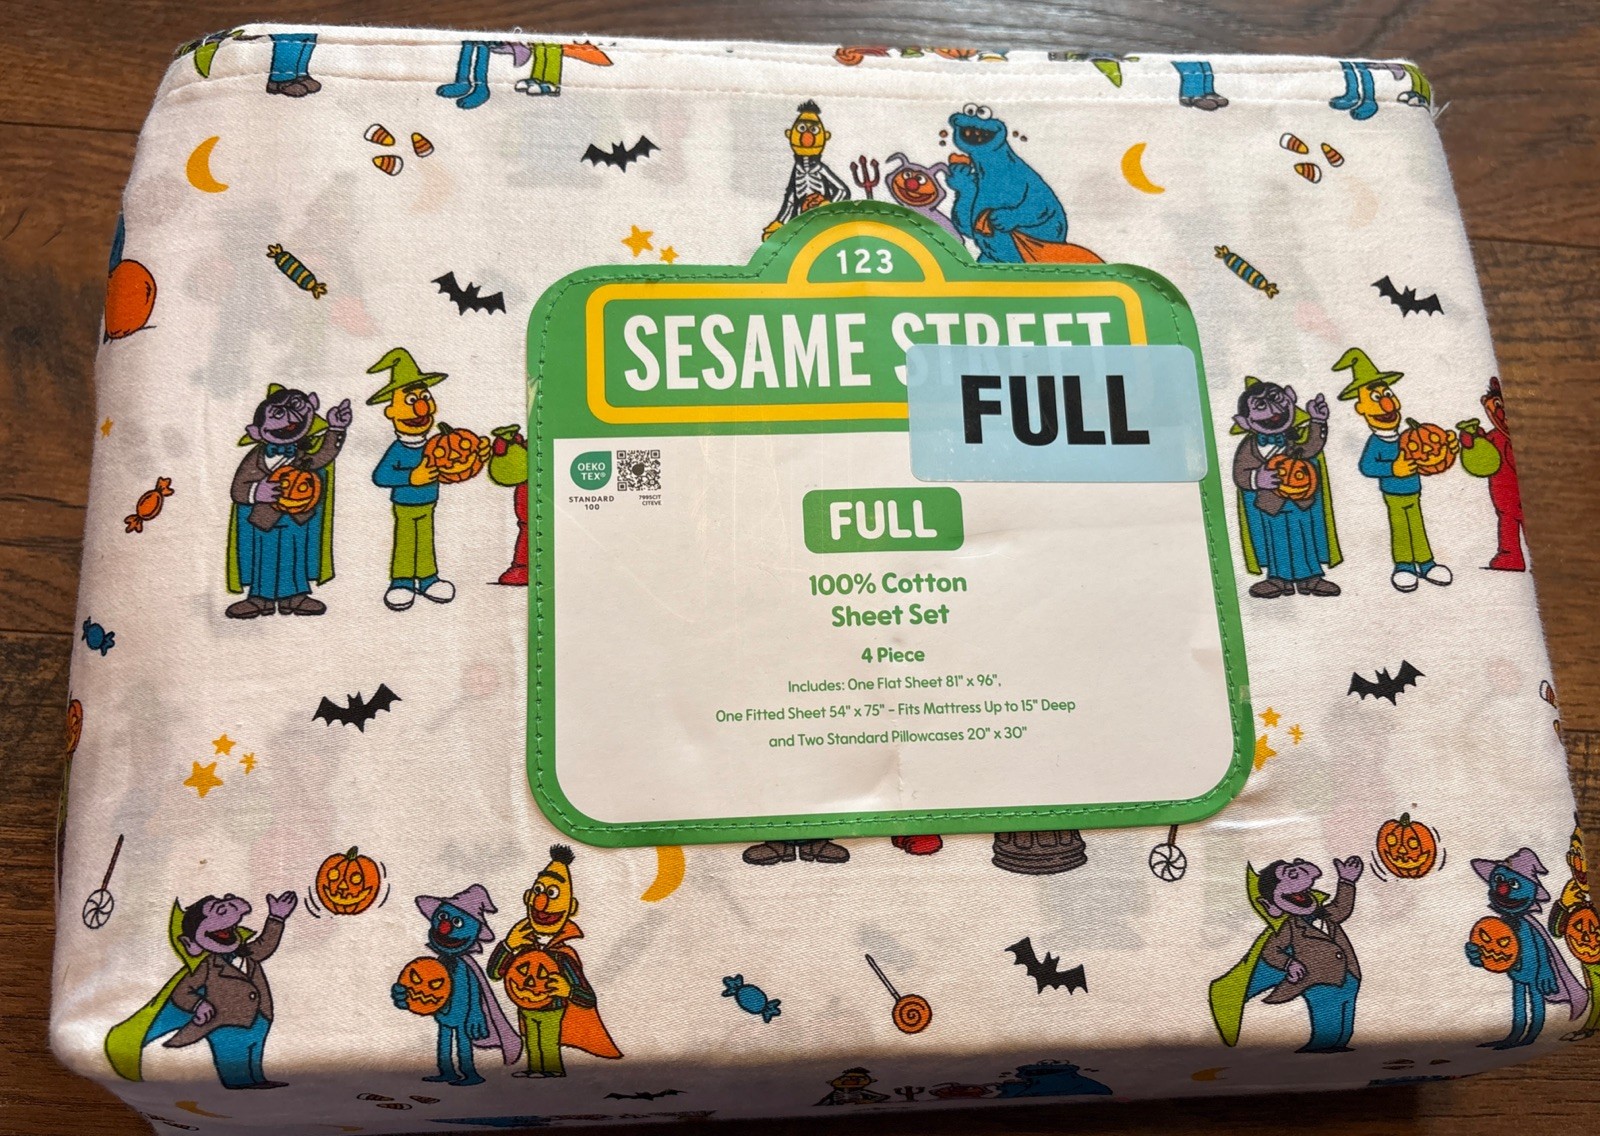 123
SESAME STREET
FULL
OEKO
TEX®
STANDARD
100
7995CIT
CITEVE
FULL
100% Cotton
Sheet Set
4 Piece
Includes: One Flat Sheet 81" x 96",
One Fitted Sheet 54" x 75" - Fits Mattress Up to 15" Deep
and Two Standard Pillowcases 20" x 30"